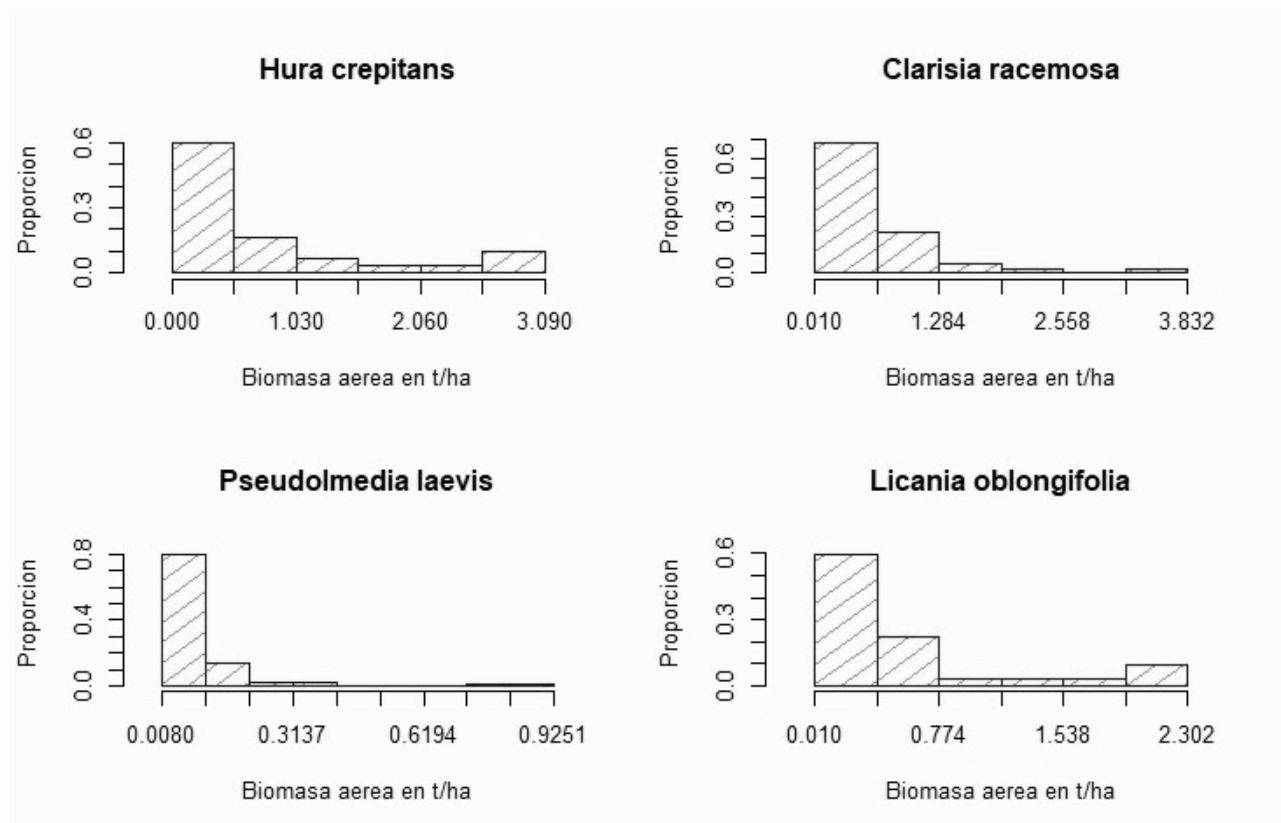 Hura crepitans
Proporcion
0.0 0.3 0.6
0.000 1.030 2.060 3.090
Biomasa aerea en t/ha
Clarisia racemosa
Proporcion
0.0 0.3 0.6
0.010 1.284 2.558 3.832
Biomasa aerea en t/ha
Pseudolmedia laevis
Proporcion
0.0 0.4 0.8
0.0080 0.3137 0.6194 0.9251
Biomasa aerea en t/ha
Licania oblongifolia
Proporcion
0.0 0.3 0.6
0.010 0.774 1.538 2.302
Biomasa aerea en t/ha